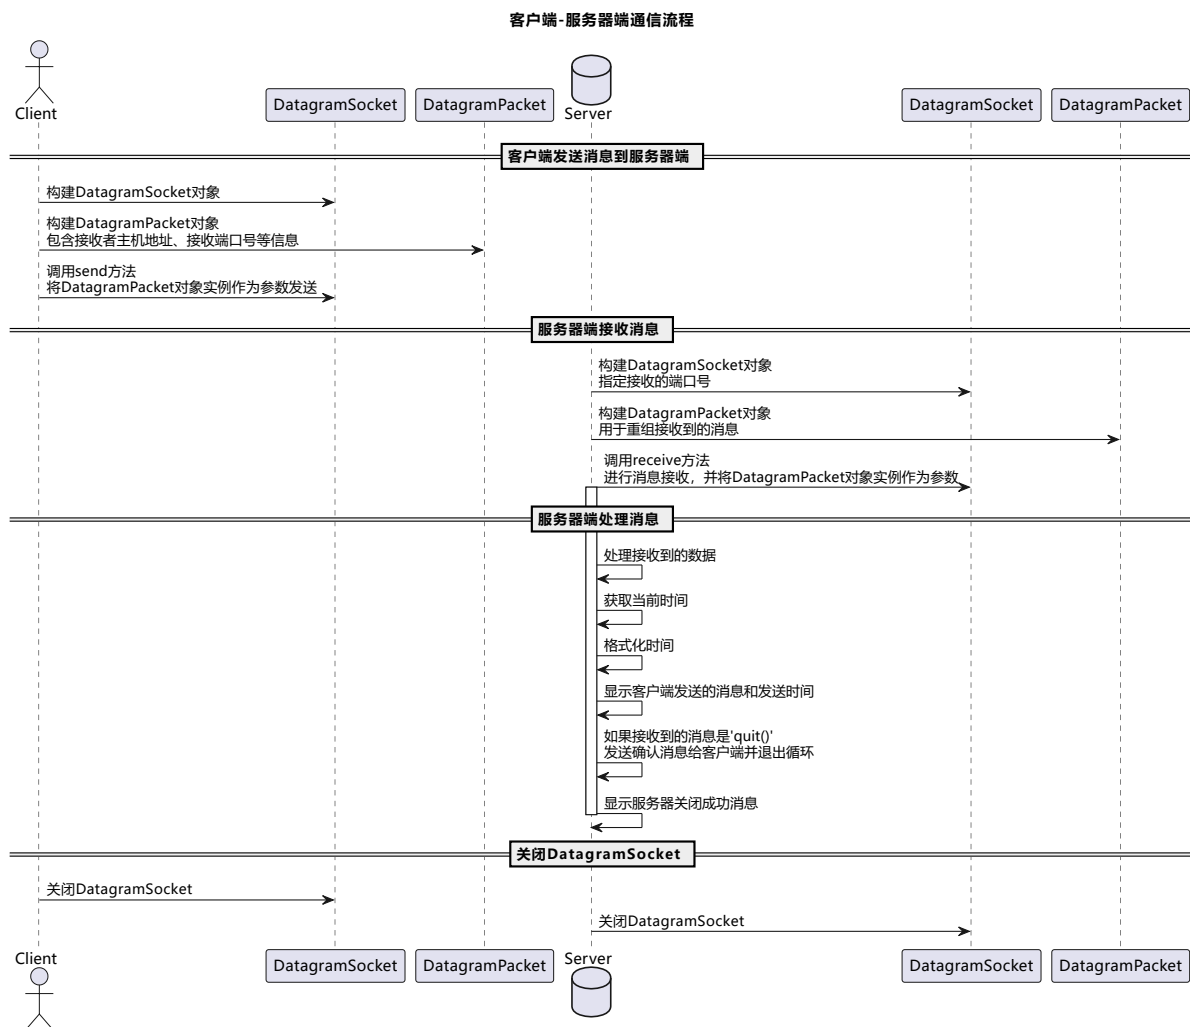 客户端-服务器端通信流程
Client
DatagramSocket
DatagramPacket
Server
DatagramSocket
DatagramPacket
客户端发送消息到服务器端
构建DatagramSocket对象
构建DatagramPacket对象
包含接收者主机地址、接收端口号等信息
调用send方法
将DatagramPacket对象实例作为参数发送
服务器端接收消息
构建DatagramSocket对象
指定接收的端口号
构建DatagramPacket对象
用于重组接收到的消息
调用receive方法
进行消息接收，并将DatagramPacket对象实例作为参数
服务器端处理消息
处理接收到的数据
获取当前时间
格式化时间
显示客户端发送的消息和发送时间
如果接收到的消息是'quit()'
发送确认消息给客户端并退出循环
显示服务器关闭成功消息
关闭DatagramSocket
关闭DatagramSocket
关闭DatagramSocket
Client
DatagramSocket
DatagramPacket
Server
DatagramSocket
DatagramPacket